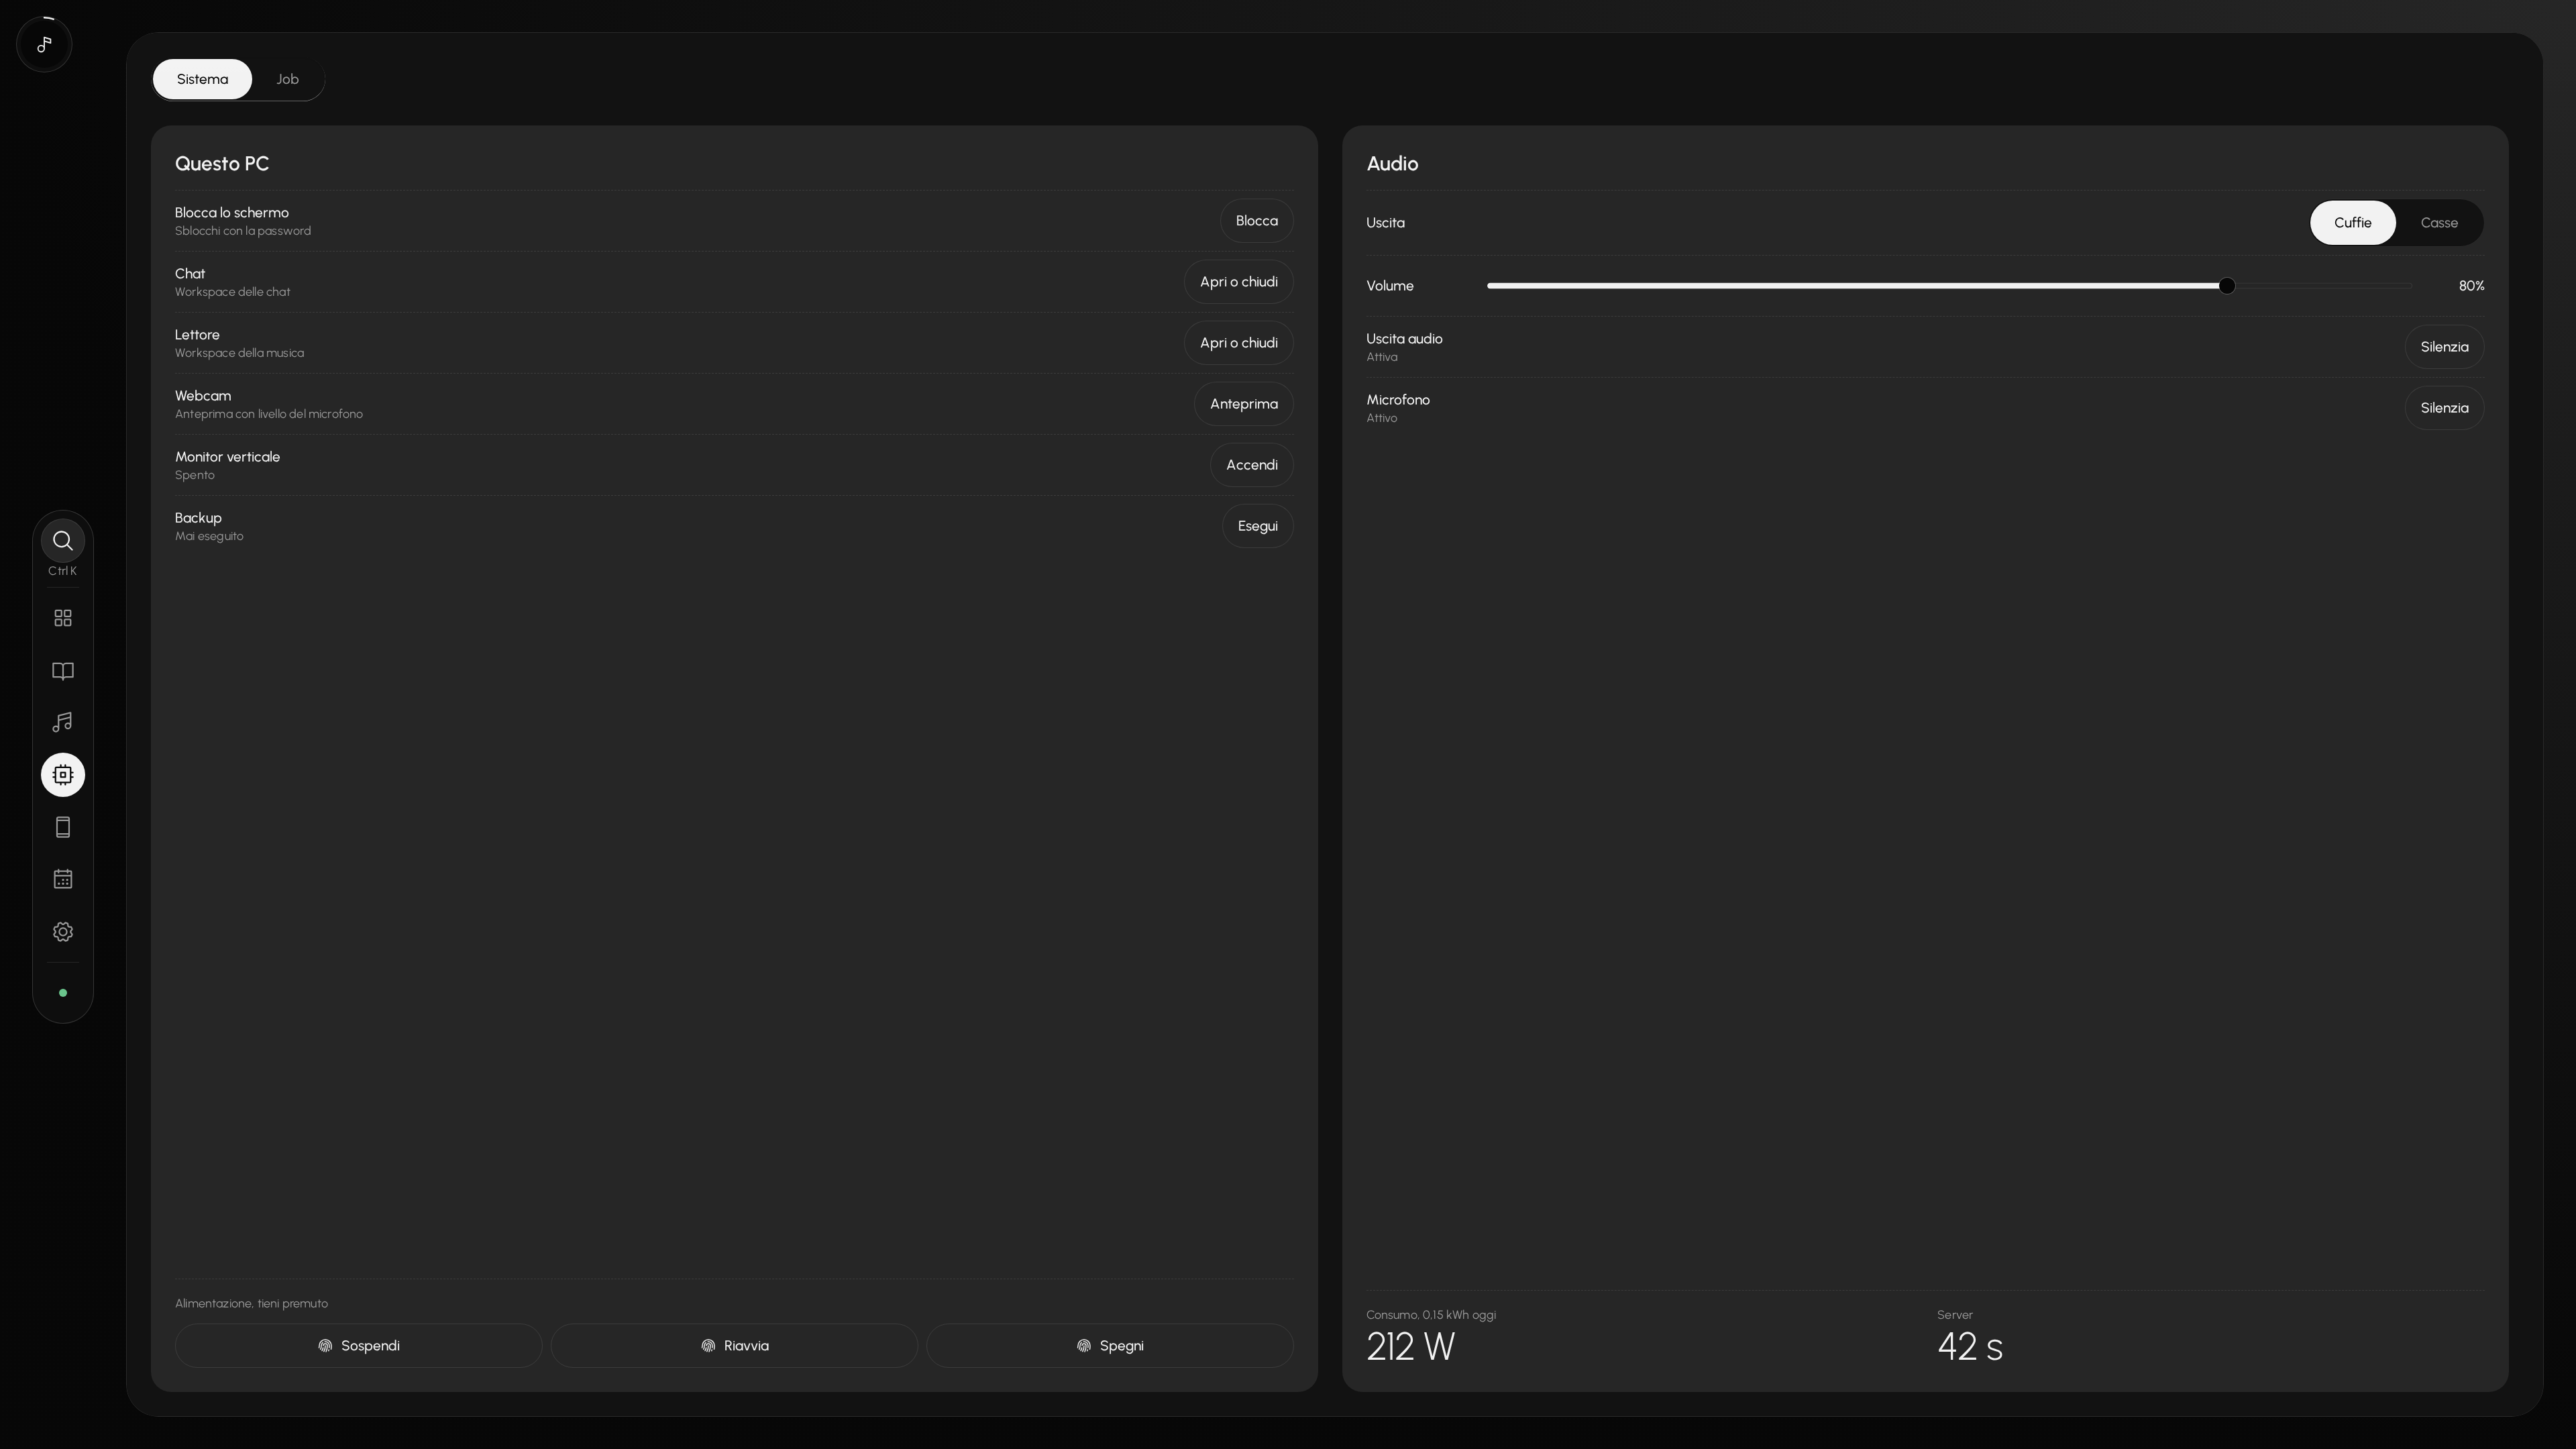 Sistema
Job
Questo PC
Blocca lo schermo
Sblocchi con la password
Blocca
Chat
Workspace delle chat
Apri o chiudi
Lettore
Workspace della musica
Apri o chiudi
Webcam
Anteprima con livello del microfono
Anteprima
Monitor verticale
Spento
Accendi
Backup
Mai eseguito
Esegui
Alimentazione, tieni premuto
Sospendi
Riavvia
Spegni
Audio
Uscita
Cuffie
Casse
Volume
80%
Uscita audio
Attiva
Silenzia
Microfono
Attivo
Silenzia
Consumo, 0,15 kWh oggi
212 W
Server
42 s
Ctrl K